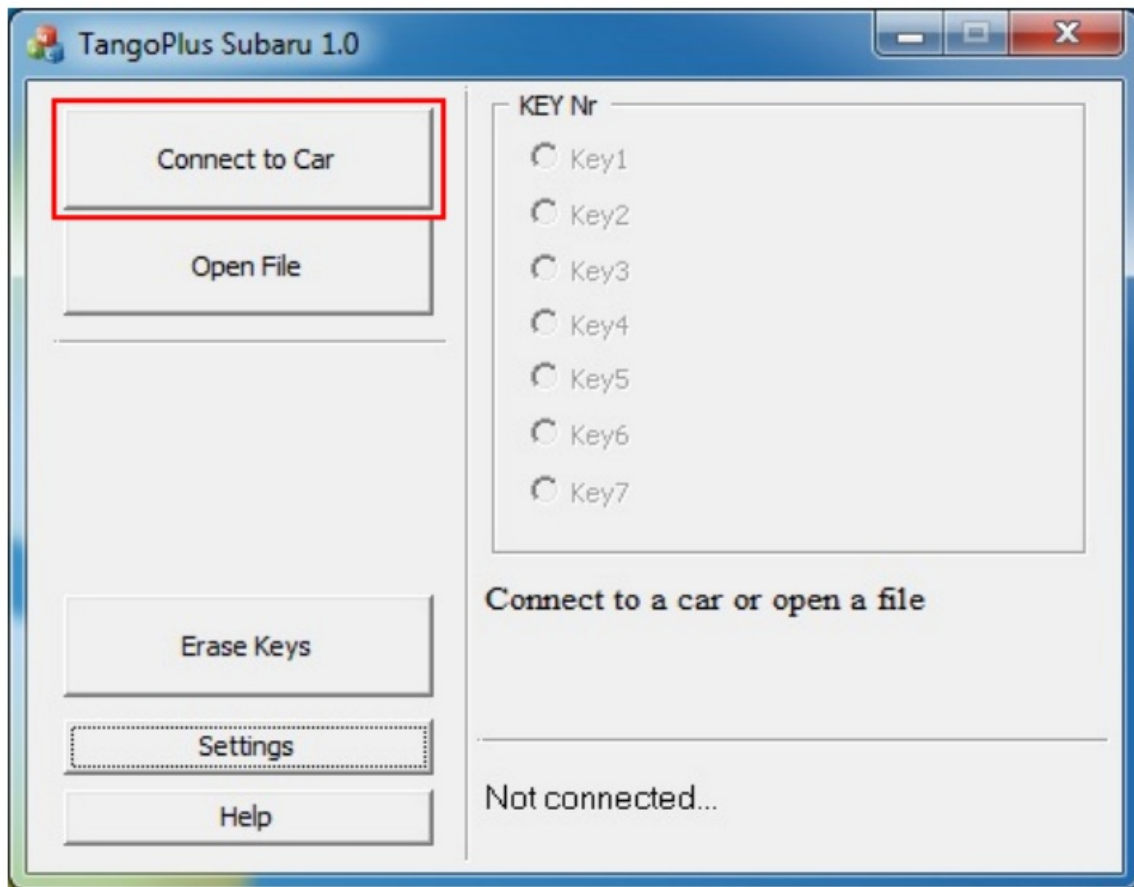 TangoPlus Subaru 1.0
Connect to Car
Open File
Erase Keys
Settings
Help
KEY Nr
Key1
Key2
Key3
Key4
Key5
Key6
Key7
Connect to a car or open a file
Not connected...